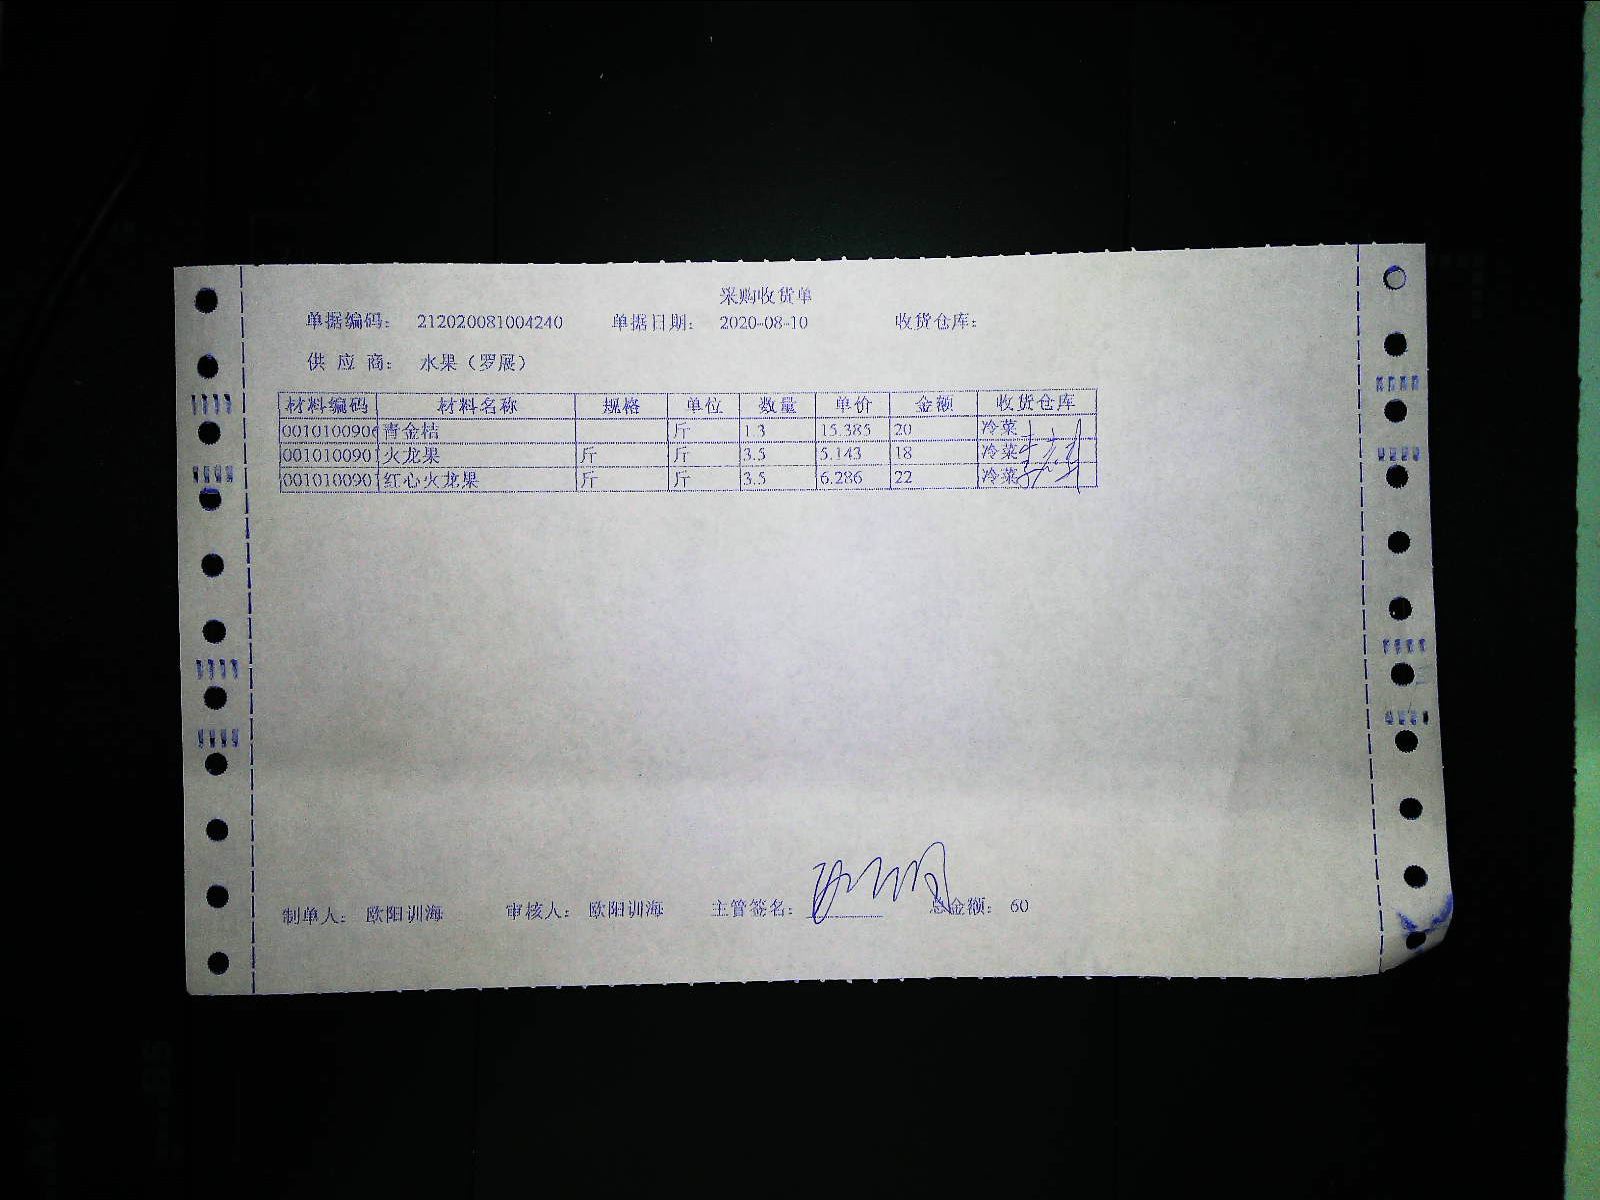 采购收货单
单据编码： 212020081004240 单据日期： 2020-08-10 收货仓库：
供 应 商： 水果（罗展）
材料编码 材料名称 规格 单位 数量 单价 金额 收货仓库
0010100906 青金桔 斤 1.3 15.385 20 冷菜
001010090 火龙果 斤 斤 3.5 5.143 18 冷菜
001010090 红心火龙果 斤 斤 3.5 6.286 22 冷菜
制单人： 欧阳训海 审核人： 欧阳训海 主管签名： 总金额： 60